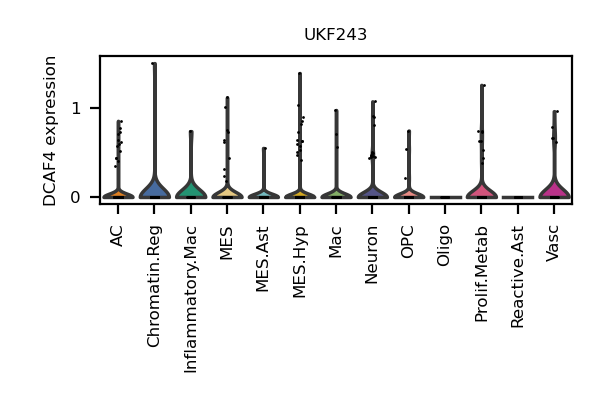 UKF243
DCAF4 expression
1
0
AC
Chromatin.Reg
Inflammatory.Mac
MES
MES.Ast
MES.Hyp
Mac
Neuron
OPC
Oligo
Prolif.Metab
Reactive.Ast
Vasc